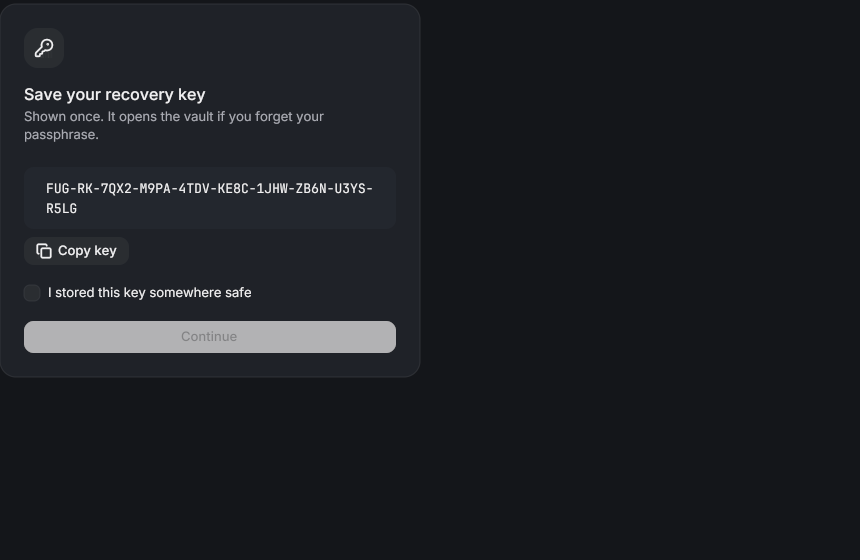 Save your recovery key
Shown once. It opens the vault if you forget your
passphrase.
FUG-RK-7QX2-M9PA-4TDV-KE8C-1JHW-ZB6N-U3YS-
R5LG
Copy key
I stored this key somewhere safe
Continue